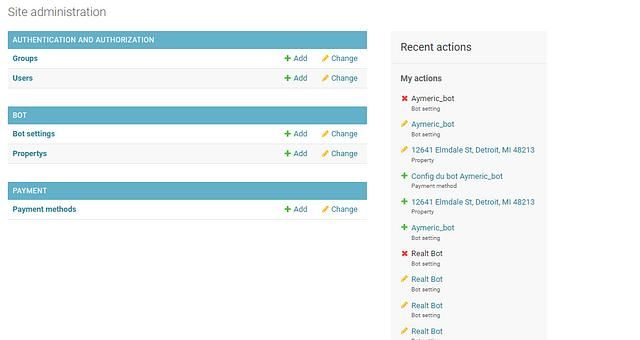 Site administration
AUTHENTICATION AND AUTHORIZATION
Groups Add Change
Users Add Change
BOT
Bot settings Add Change
Propertys Add Change
PAYMENT
Payment methods Add Change
Recent actions
My actions
Aymeric_bot
Bot setting
Aymeric_bot
Bot setting
12641 Elmdale St, Detroit, MI 48213
Property
Config du bot Aymeric_bot
Payment method
12641 Elmdale St, Detroit, MI 48213
Property
Aymeric_bot
Bot setting
Realt Bot
Bot setting
Realt Bot
Bot setting
Realt Bot
Bot setting
Realt Bot
Bot setting